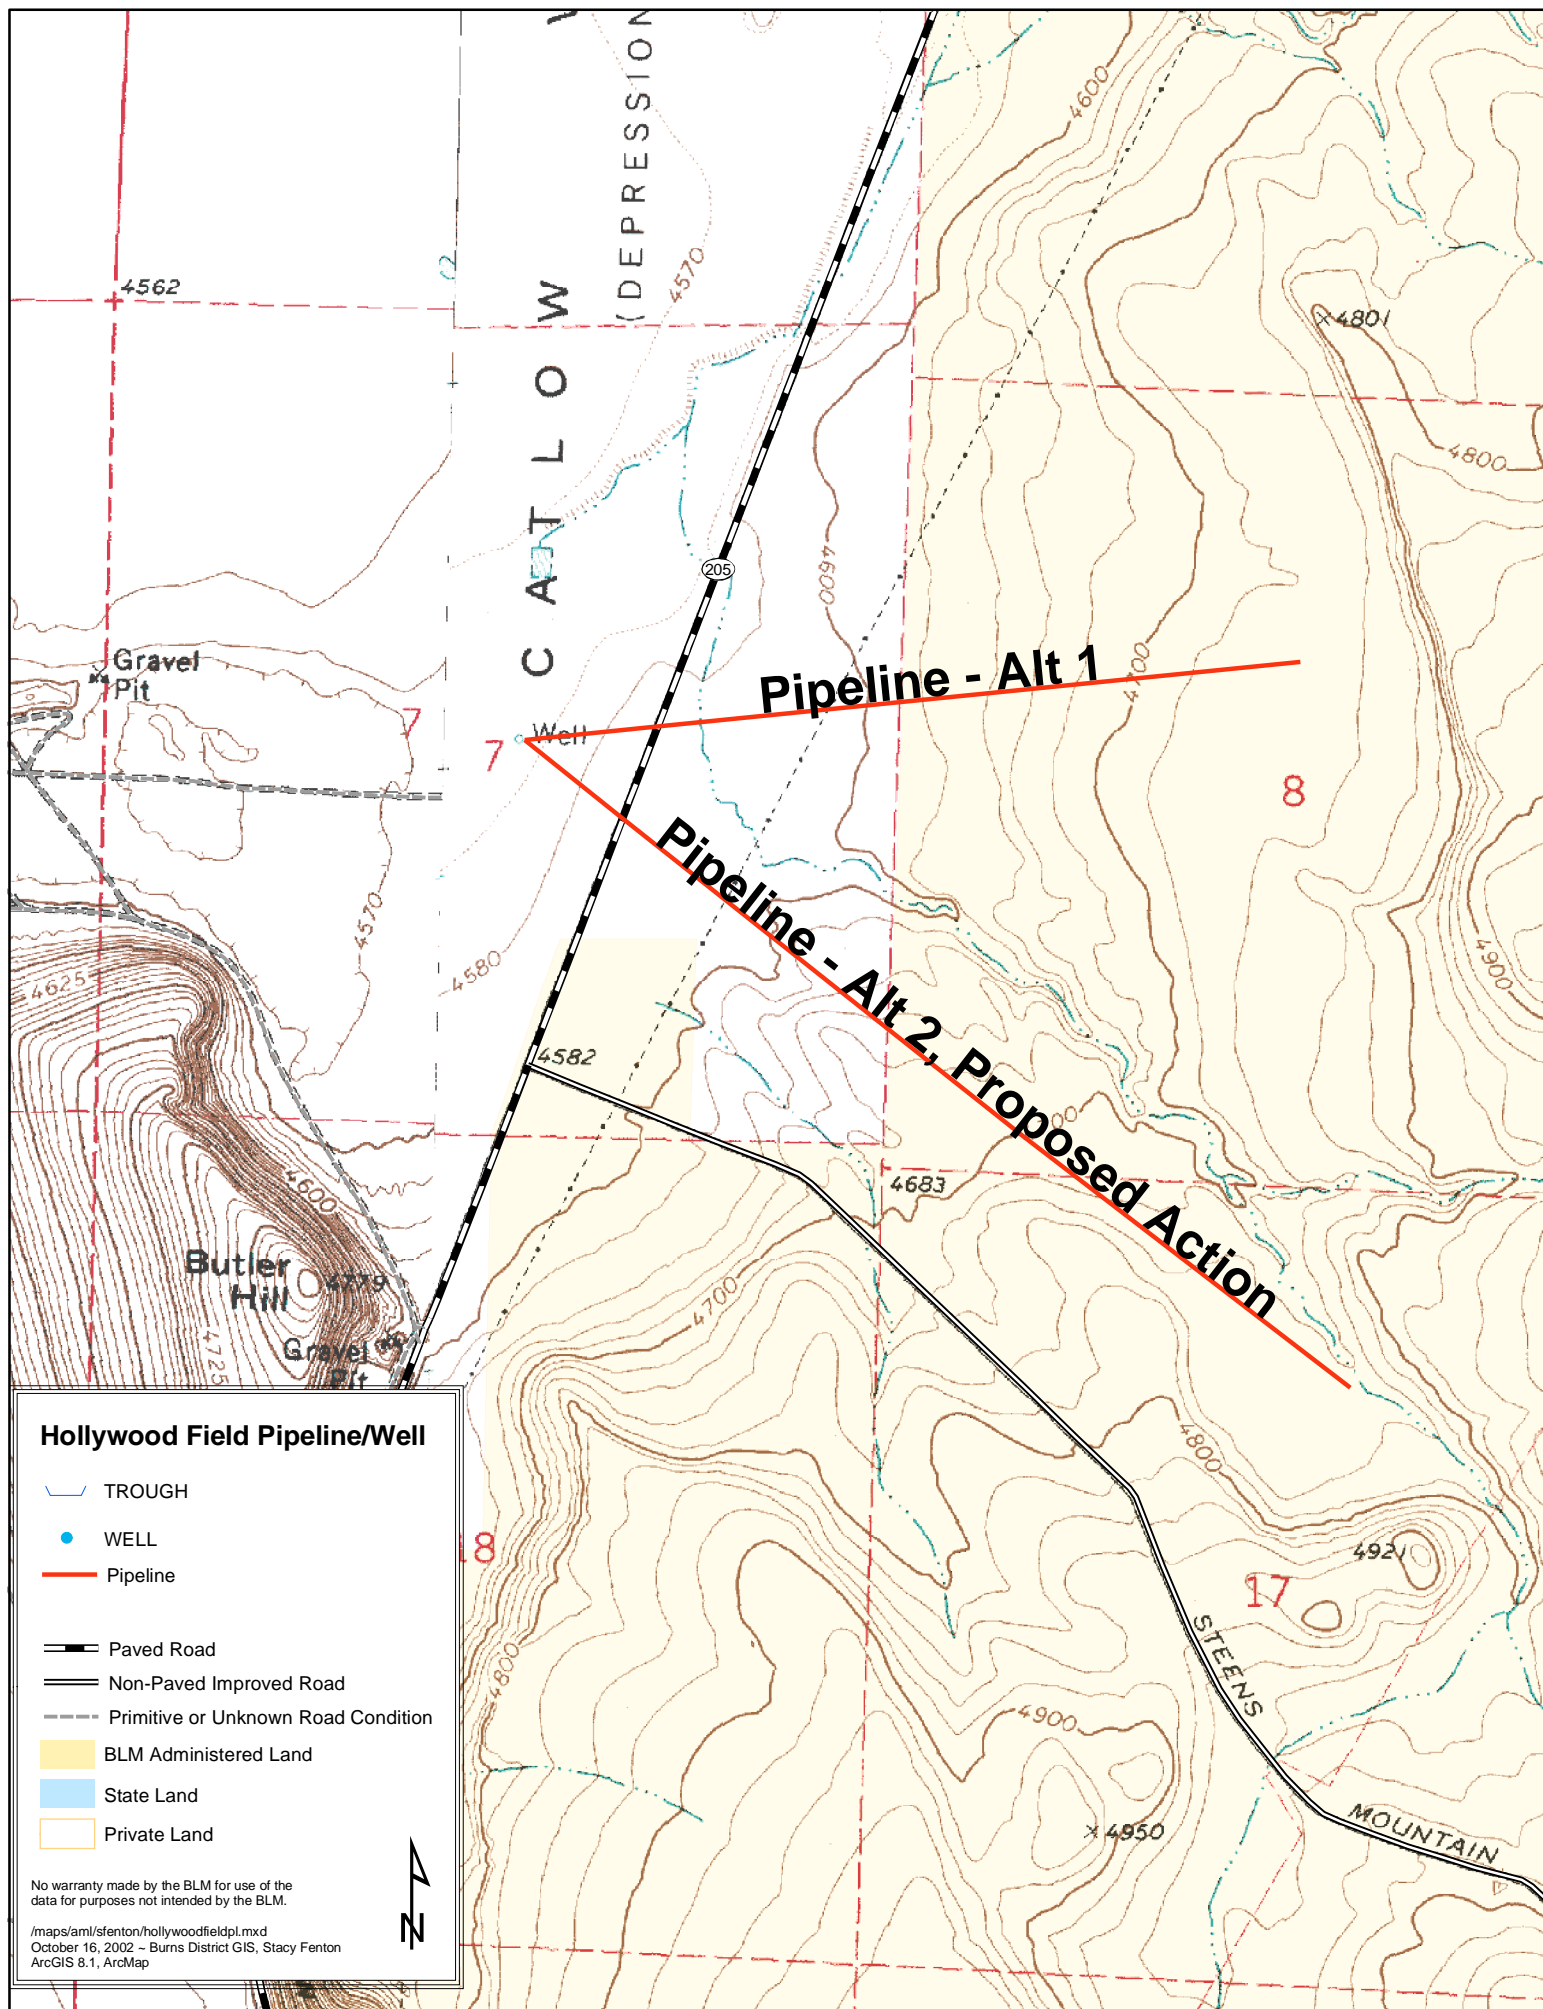 (DEPRESSION
4600
4562
4570
4801
C A T L O W
4800
205
4600
Gravel
Pit
4700
Pipeline - Alt 1
7
7
Well
8
Pipeline - Alt 2, Proposed Action
4570
4580
4900
4625
4582
00
4683
4600
Butler
Hill
4779
4700
Gravel
Pit
4725
4800
4921
18
17
4800
STEENS
4900
4950
MOUNTAIN
Hollywood Field Pipeline/Well
TROUGH
WELL
Pipeline
Paved Road
Non-Paved Improved Road
Primitive or Unknown Road Condition
BLM Administered Land
State Land
Private Land
No warranty made by the BLM for use of the
data for purposes not intended by the BLM.
/maps/aml/sfenton/hollywoodfieldpl.mxd
October 16, 2002 ~ Burns District GIS, Stacy Fenton
ArcGIS 8.1, ArcMap
N